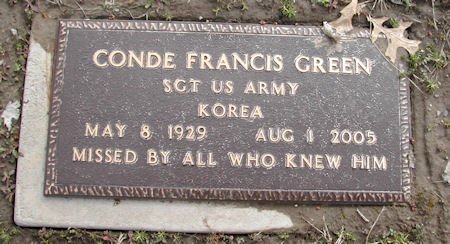 CONDE FRANCIS GREEN
SGT US ARMY
KOREA
MAY 8 1929 AUG 1 2005
MISSED BY ALL WHO KNEW HIM